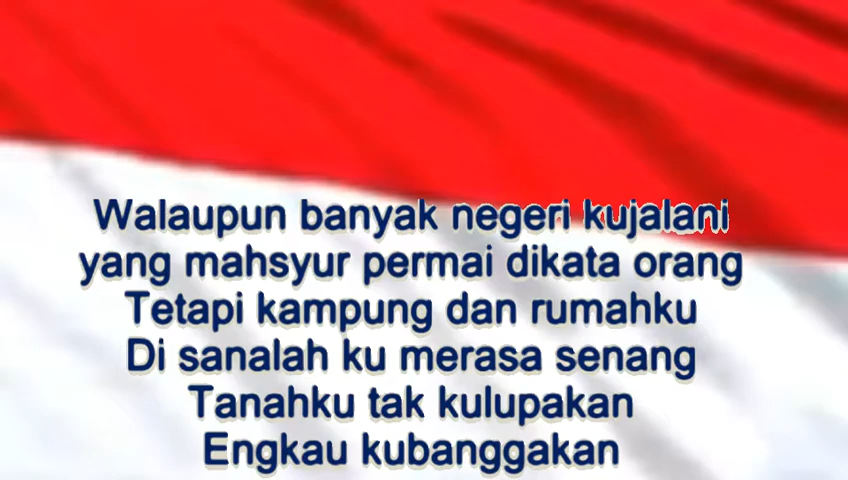 Walaupun banyak negeri kujalani
yang mahsyur permai dikata orang
Tetapi kampung dan rumahku
Di sanalah ku merasa senang
Tanahku tak kulupakan
Engkau kubanggakan